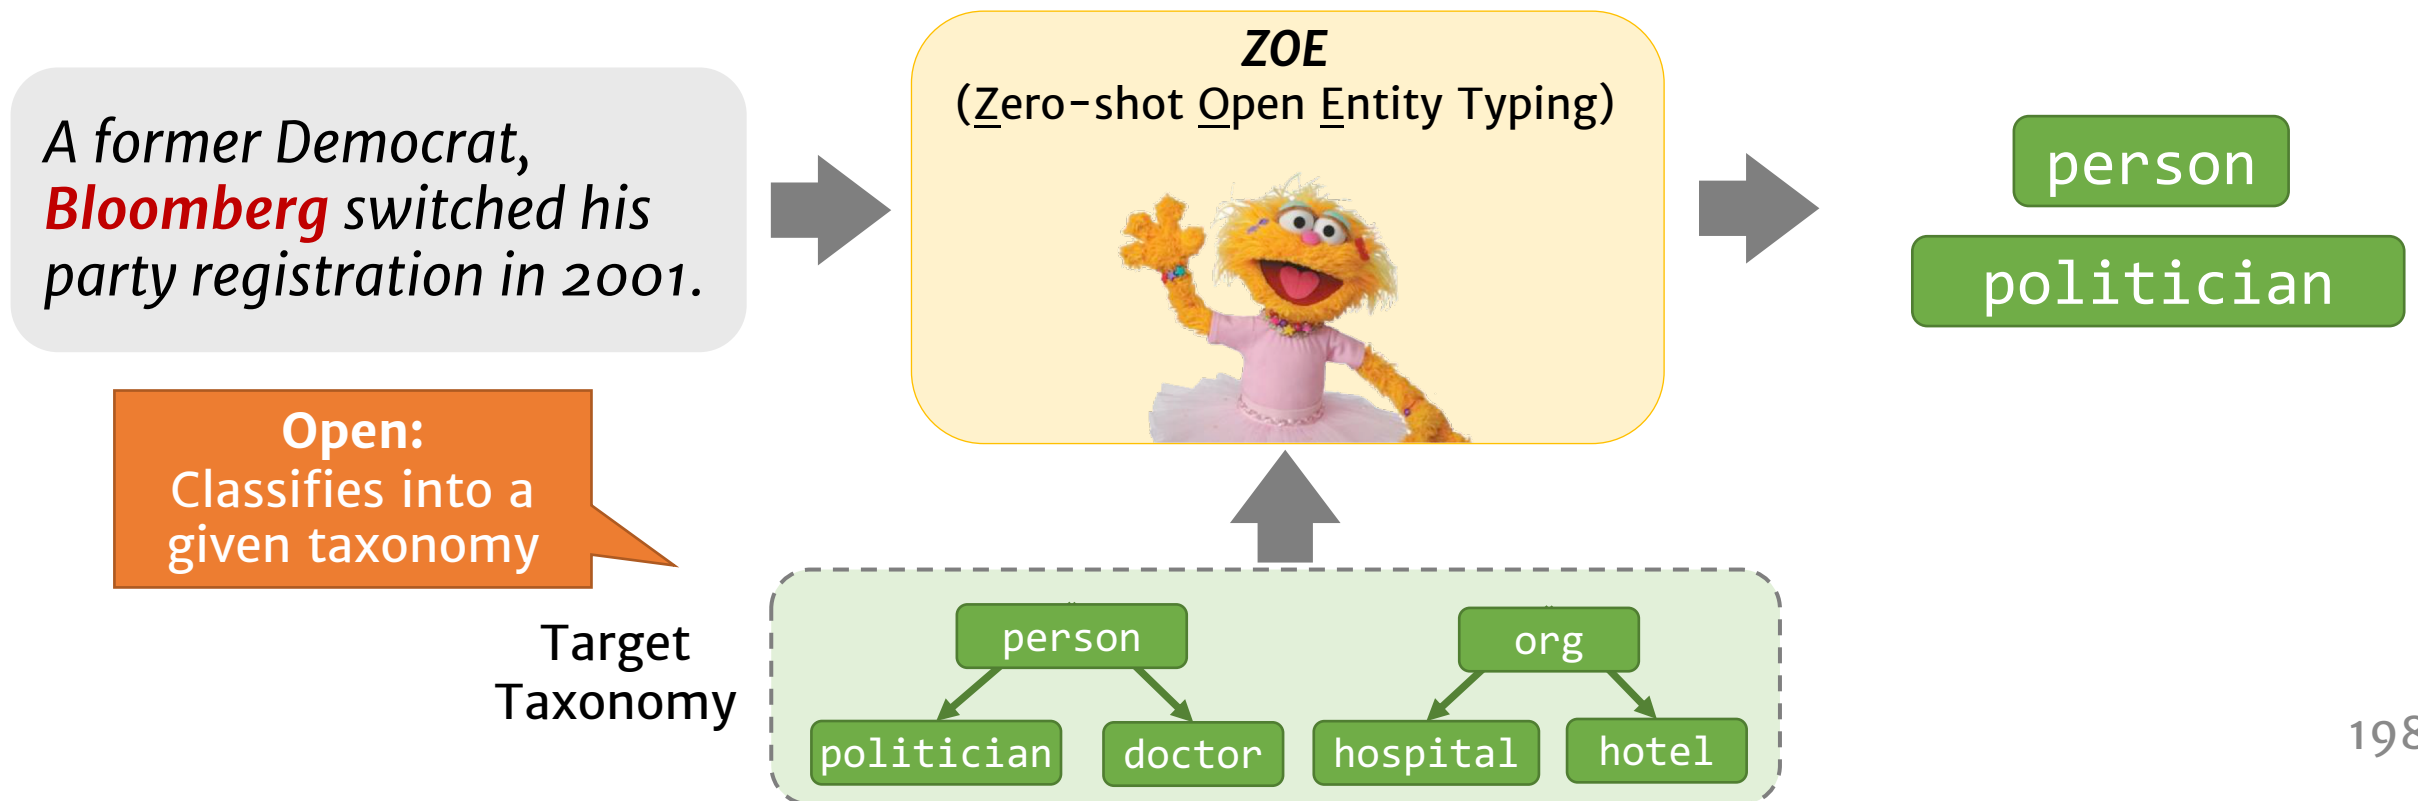 ZOE
(Zero-shot Open Entity Typing)
A former Democrat,
Bloomberg switched his
party registration in 2001.
person
politician
Open:
Classifies into a
given taxonomy
Target
Taxonomy
person
org
politician
doctor
hospital
hotel
198